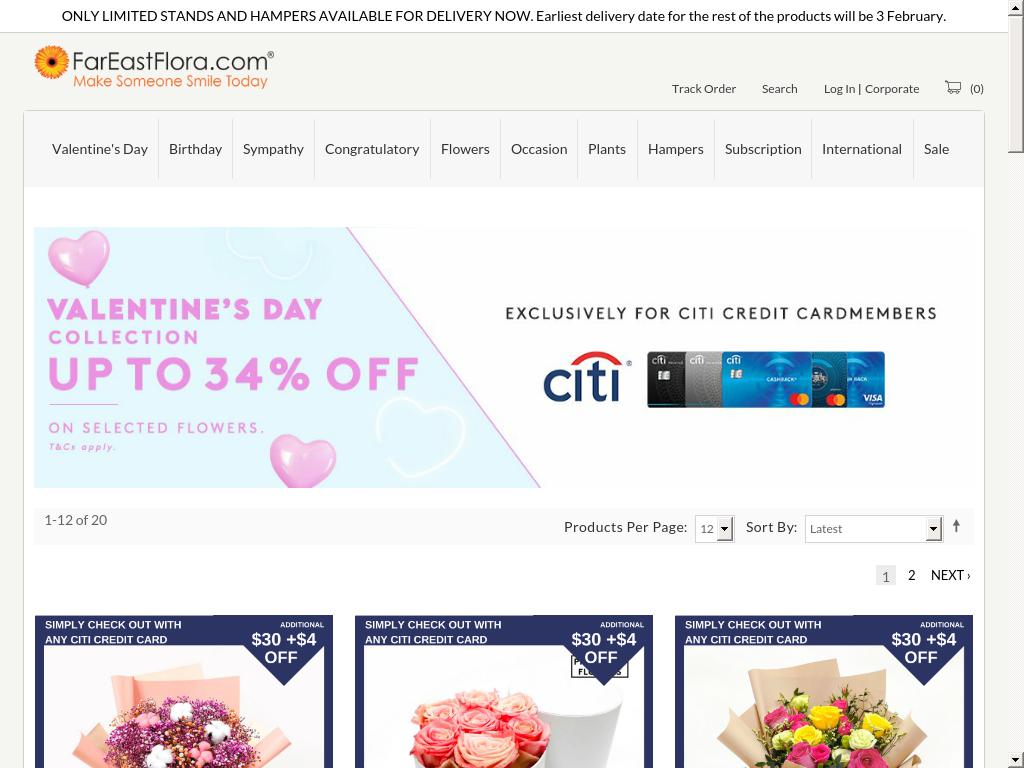 ONLY LIMITED STANDS AND HAMPERS AVAILABLE FOR DELIVERY NOW. Earliest delivery date for the rest of the products will be 3 February.
FarEastFlora.com®
Make Someone Smile Today
Track Order Search Log In | Corporate (0)
Valentine's Day Birthday Sympathy Congratulatory Flowers Occasion Plants Hampers Subscription International Sale
VALENTINE'S DAY
COLLECTION
UP TO 34% OFF
ON SELECTED FLOWERS.
T&Cs apply.
EXCLUSIVELY FOR CITI CREDIT CARDMEMBERS
citi®
citi citi citi CASHBACK+ BACK VISA
1-12 of 20
Products Per Page: 12 Sort By: Latest
1 2 NEXT ›
SIMPLY CHECK OUT WITH
ANY CITI CREDIT CARD
ADDITIONAL
$30 +$4
OFF
SIMPLY CHECK OUT WITH
ANY CITI CREDIT CARD
ADDITIONAL
$30 +$4
OFF
SIMPLY CHECK OUT WITH
ANY CITI CREDIT CARD
ADDITIONAL
$30 +$4
OFF